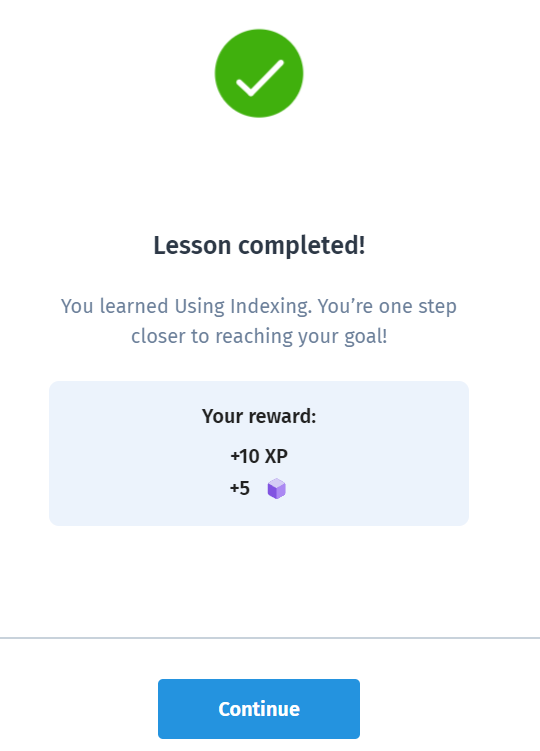 Lesson completed!
You learned Using Indexing. You’re one step
closer to reaching your goal!
Your reward:
+10 XP
+5
Continue